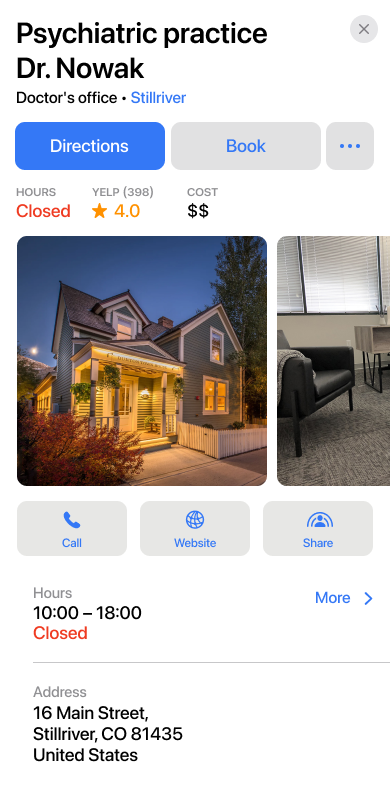 Psychiatric practice
Dr. Nowak
Doctor's office • Stillriver
Directions
Book
HOURS
YELP (398)
COST
Closed
4.0
$$
Call
Website
Share
Hours
More
10:00 – 18:00
Closed
Address
16 Main Street,
Stillriver, CO 81435
United States